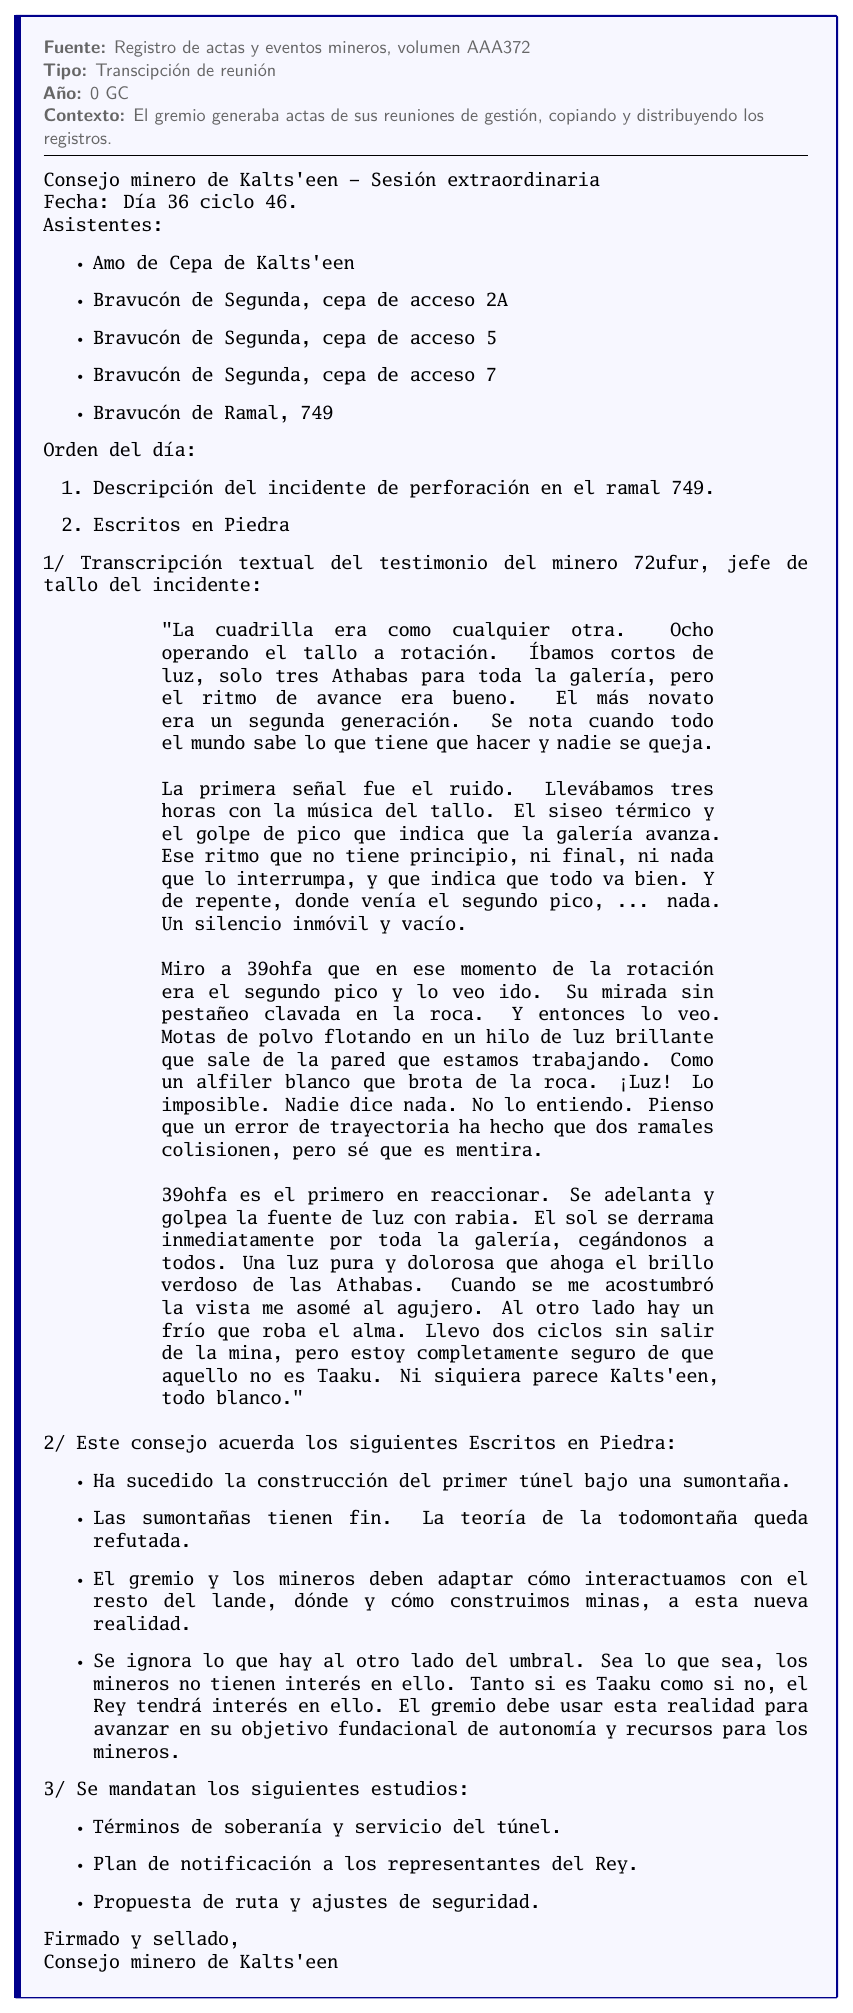 Fuente: Registro de actas y eventos mineros, volumen AAA372
Tipo: Transcipción de reunión
Año: 0 GC
Contexto: El gremio generaba actas de sus reuniones de gestión, copiando y distribuyendo los
registros.
Consejo minero de Kalts'een – Sesión extraordinaria
Fecha: Día 36 ciclo 46.
Asistentes:
• Amo de Cepa de Kalts'een
• Bravucón de Segunda, cepa de acceso 2A
• Bravucón de Segunda, cepa de acceso 5
• Bravucón de Segunda, cepa de acceso 7
• Bravucón de Ramal, 749
Orden del día:
1. Descripción del incidente de perforación en el ramal 749.
2. Escritos en Piedra
1/ Transcripción textual del testimonio del minero 72ufur, jefe de
tallo del incidente:
"La cuadrilla era como cualquier otra. Ocho
operando el tallo a rotación. Íbamos cortos de
luz, solo tres Athabas para toda la galería, pero
el ritmo de avance era bueno. El más novato
era un segunda generación. Se nota cuando todo
el mundo sabe lo que tiene que hacer y nadie se queja.
La primera señal fue el ruido. Llevábamos tres
horas con la música del tallo. El siseo térmico y
el golpe de pico que indica que la galería avanza.
Ese ritmo que no tiene principio, ni final, ni nada
que lo interrumpa, y que indica que todo va bien. Y
de repente, donde venía el segundo pico, ... nada.
Un silencio inmóvil y vacío.
Miro a 39ohfa que en ese momento de la rotación
era el segundo pico y lo veo ido. Su mirada sin
pestañeo clavada en la roca. Y entonces lo veo.
Motas de polvo flotando en un hilo de luz brillante
que sale de la pared que estamos trabajando. Como
un alfiler blanco que brota de la roca. ¡Luz! Lo
imposible. Nadie dice nada. No lo entiendo. Pienso
que un error de trayectoria ha hecho que dos ramales
colisionen, pero sé que es mentira.
39ohfa es el primero en reaccionar. Se adelanta y
golpea la fuente de luz con rabia. El sol se derrama
inmediatamente por toda la galería, cegándonos a
todos. Una luz pura y dolorosa que ahoga el brillo
verdoso de las Athabas. Cuando se me acostumbró
la vista me asomé al agujero. Al otro lado hay un
frío que roba el alma. Llevo dos ciclos sin salir
de la mina, pero estoy completamente seguro de que
aquello no es Taaku. Ni siquiera parece Kalts'een,
todo blanco."
2/ Este consejo acuerda los siguientes Escritos en Piedra:
• Ha sucedido la construcción del primer túnel bajo una sumontaña.
• Las sumontañas tienen fin. La teoría de la todomontaña queda
refutada.
• El gremio y los mineros deben adaptar cómo interactuamos con el
resto del lande, dónde y cómo construimos minas, a esta nueva
realidad.
• Se ignora lo que hay al otro lado del umbral. Sea lo que sea, los
mineros no tienen interés en ello. Tanto si es Taaku como si no, el
Rey tendrá interés en ello. El gremio debe usar esta realidad para
avanzar en su objetivo fundacional de autonomía y recursos para los
mineros.
3/ Se mandatan los siguientes estudios:
• Términos de soberanía y servicio del túnel.
• Plan de notificación a los representantes del Rey.
• Propuesta de ruta y ajustes de seguridad.
Firmado y sellado,
Consejo minero de Kalts'een